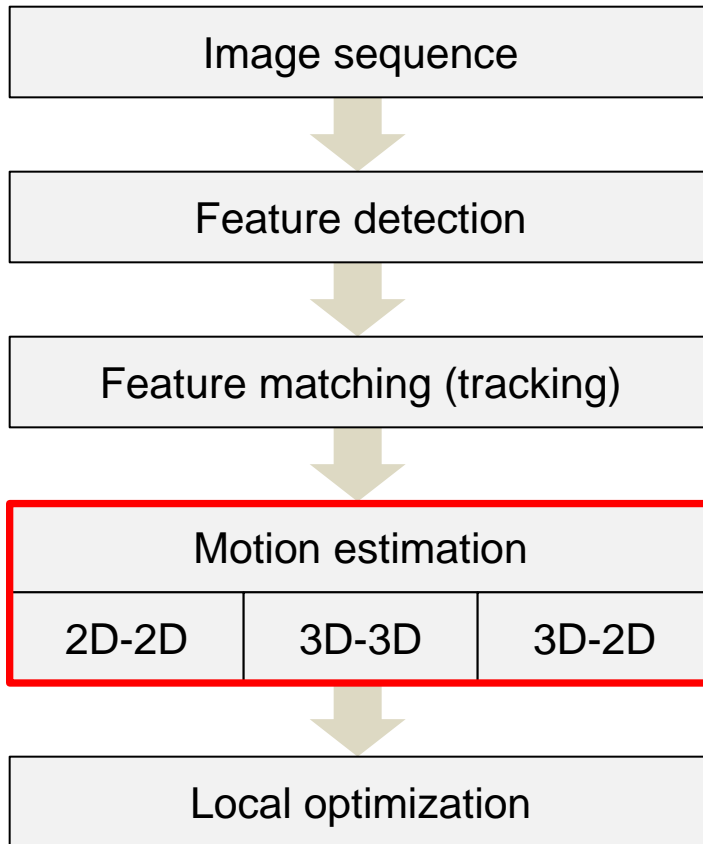 Image sequence
Feature detection
Feature matching (tracking)
Motion estimation
2D-2D 3D-3D 3D-2D
Local optimization